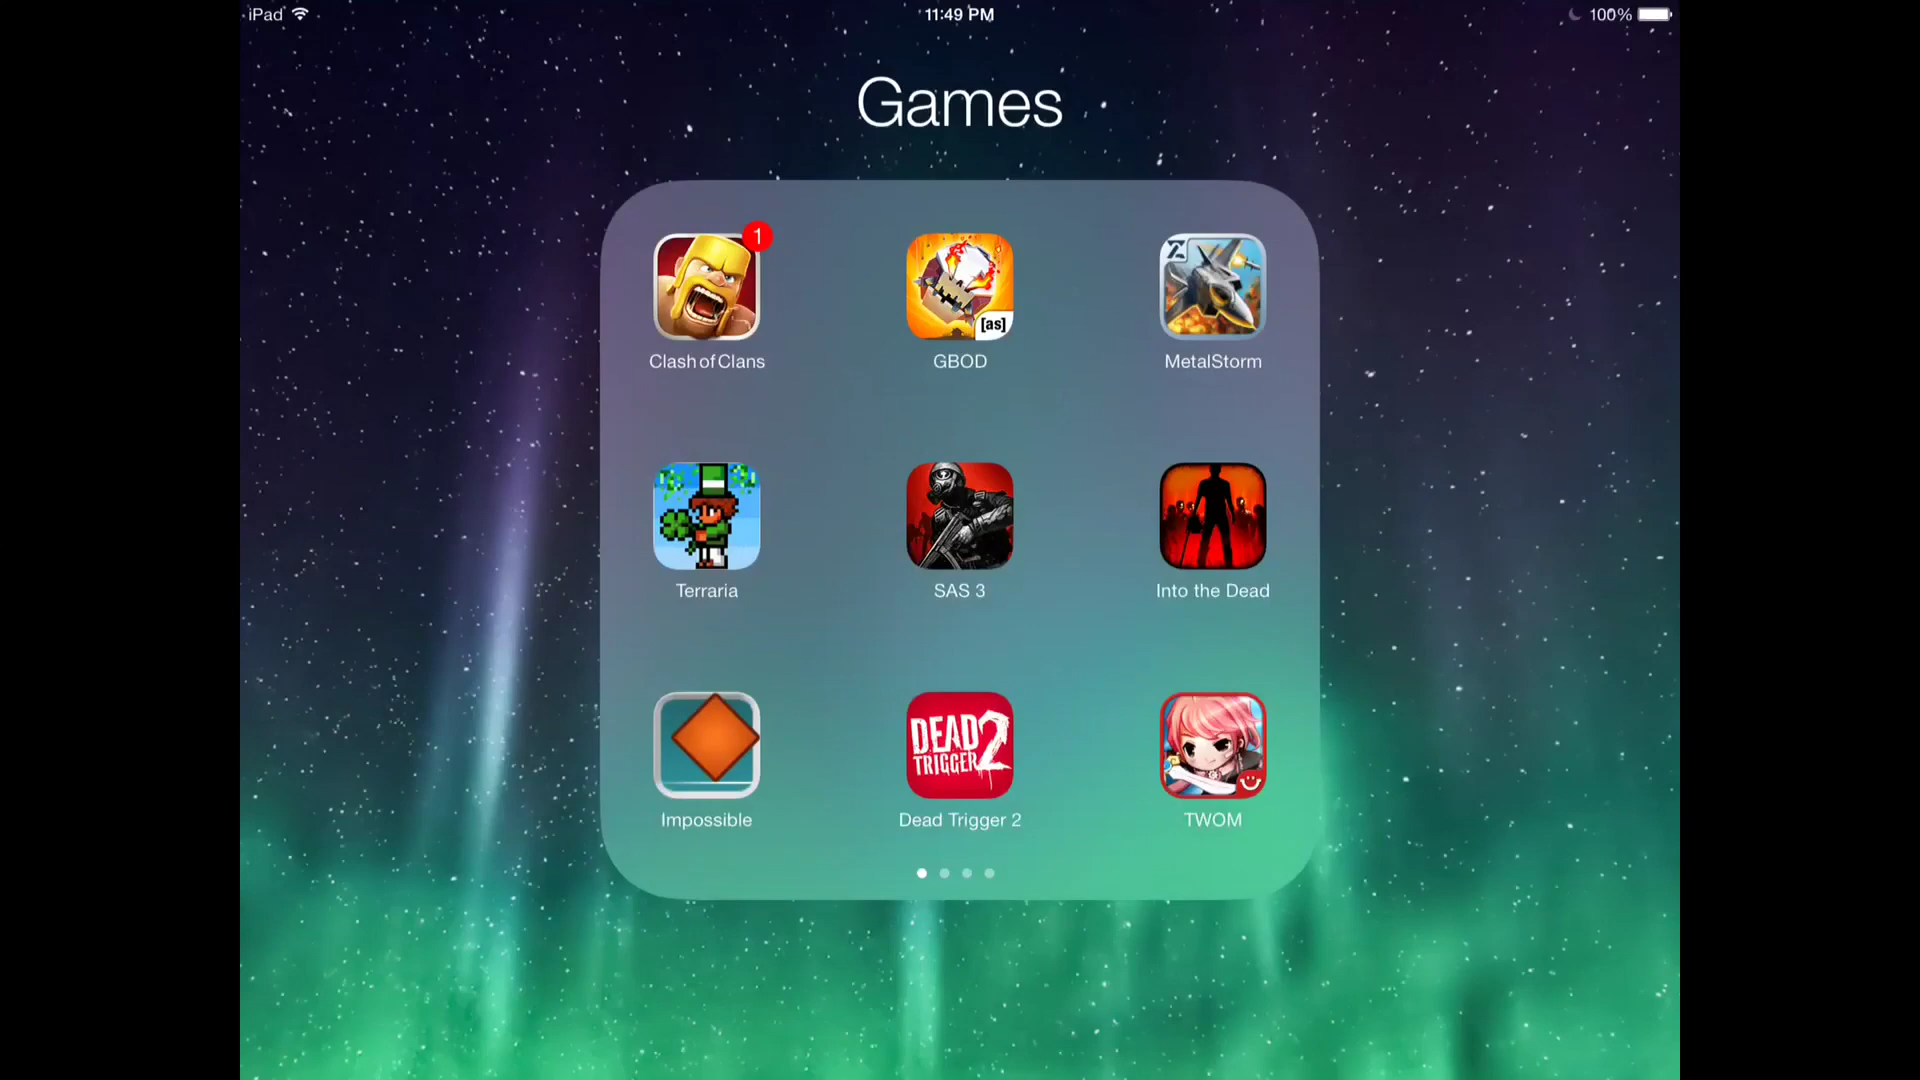 iPad
11:49 PM
100%
Games
1
[as]
Clash of Clans
GBOD
MetalStorm
Terraria
SAS 3
Into the Dead
DEAD
TRIGGER 2
Impossible
Dead Trigger 2
TWOM